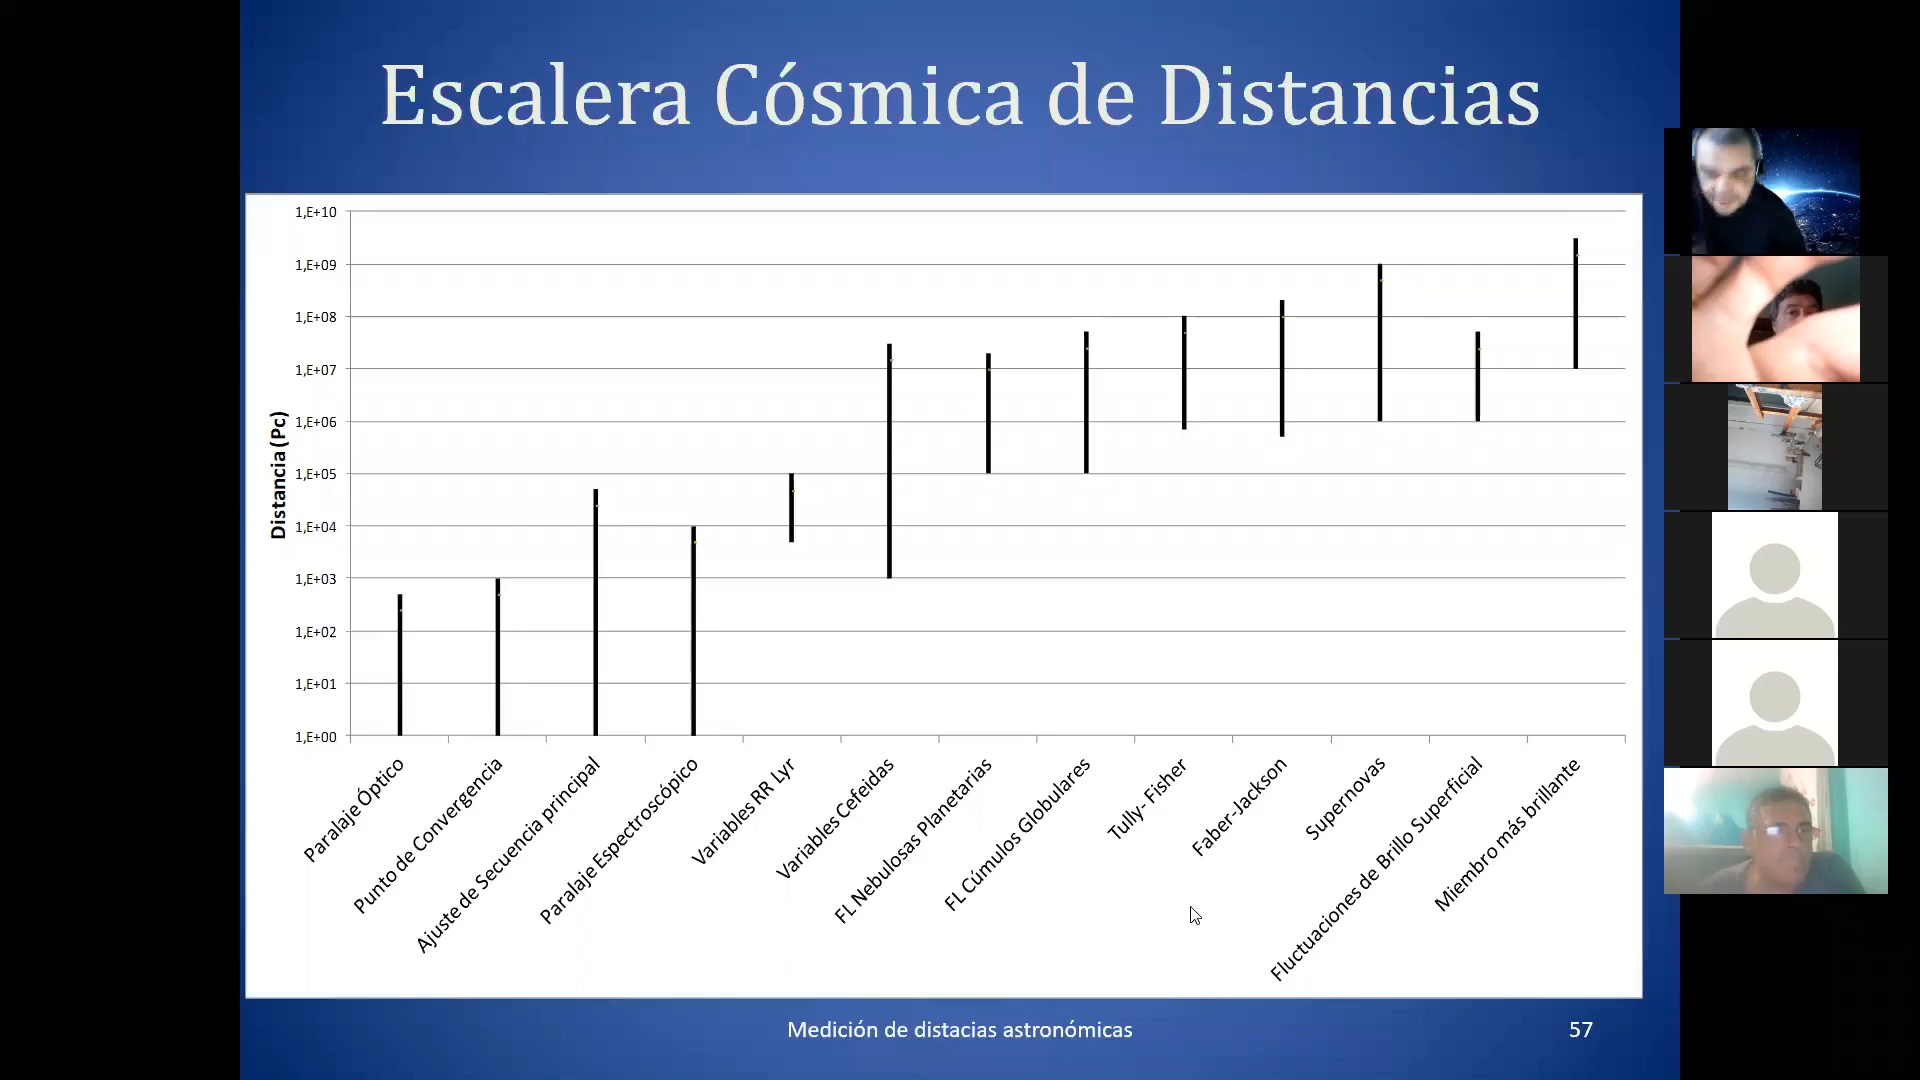 Escalera Cósmica de Distancias
1,E+10
1,E+09
1,E+08
1,E+07
1,E+06
1,E+05
1,E+04
1,E+03
1,E+02
1,E+01
1,E+00
Distancia (Pc)
Paralaje Óptico
Punto de Convergencia
Ajuste de Secuencia principal
Paralaje Espectroscópico
Variables RR Lyr
Variables Cefeidas
FL Nebulosas Planetarias
FL Cúmulos Globulares
Tully- Fisher
Faber-Jackson
Supernovas
Fluctuaciones de Brillo Superficial
Miembro más brillante
Medición de distacias astronómicas
57